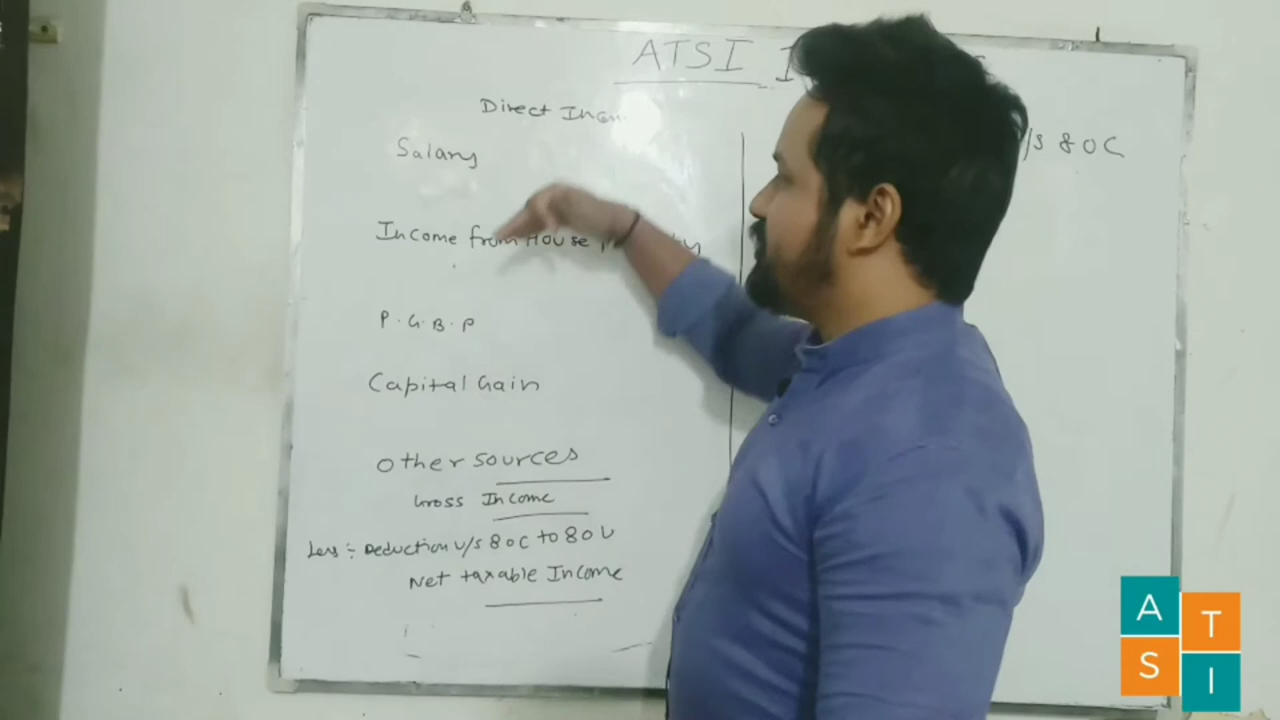 ATSI
Direct
Salary
Income from House
P.G.B.P
Capital Gain
Other sources
Gross Income
Less :- Deduction U/s 80C to 80U
Net taxable Income
U/s 80C
A T
S I